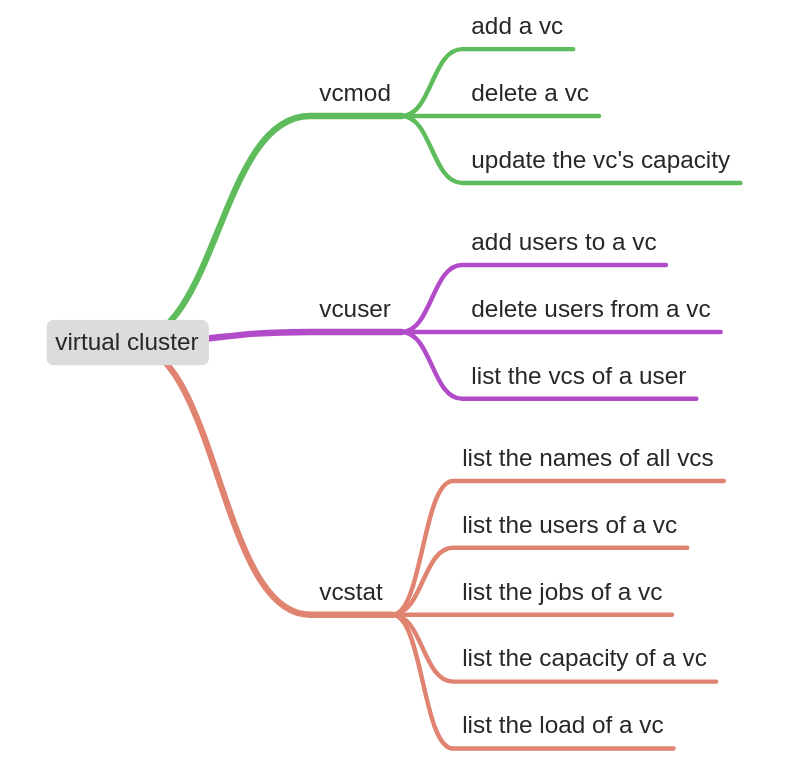 virtual cluster
vcmod
add a vc
delete a vc
update the vc's capacity
vcuser
add users to a vc
delete users from a vc
list the vcs of a user
vcstat
list the names of all vcs
list the users of a vc
list the jobs of a vc
list the capacity of a vc
list the load of a vc